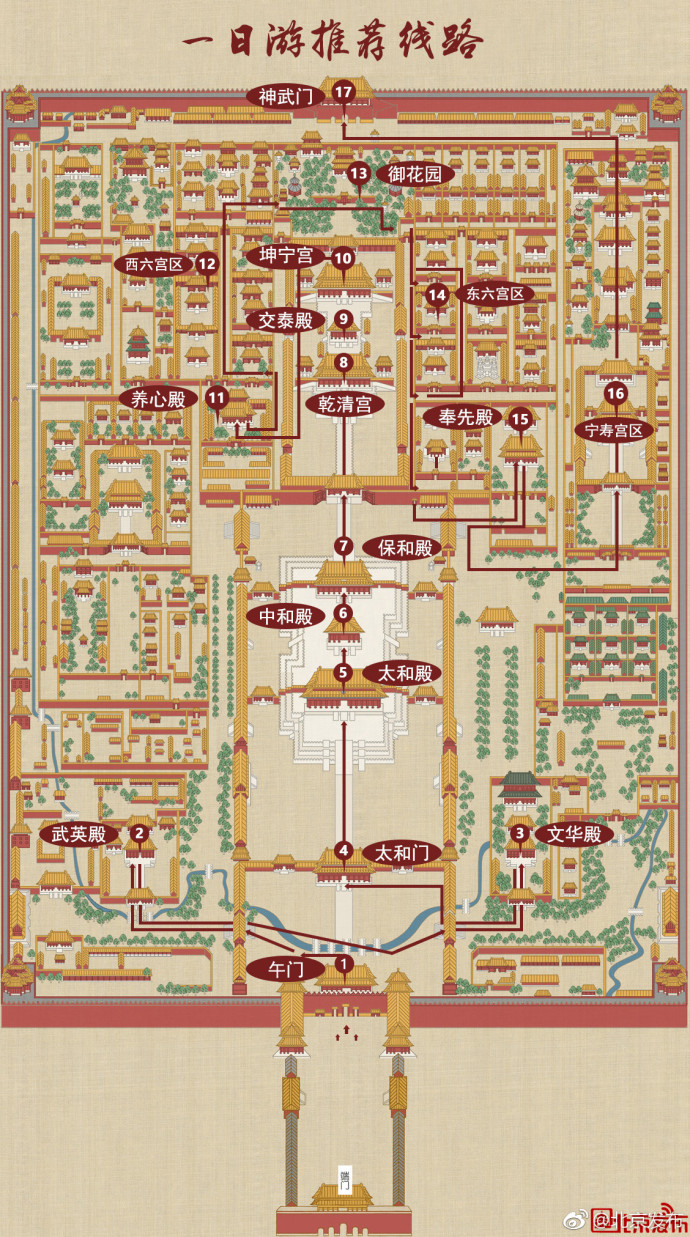 一日游推荐线路
神武门 17
13 御花园
坤宁宫 10
西六宫区 12
14 东六宫区
交泰殿 9
8
乾清宫
养心殿 11
奉先殿 15
16
宁寿宫区
7 保和殿
中和殿 6
5 太和殿
武英殿 2
3 文华殿
4 太和门
午门 1
端门
@北京发布